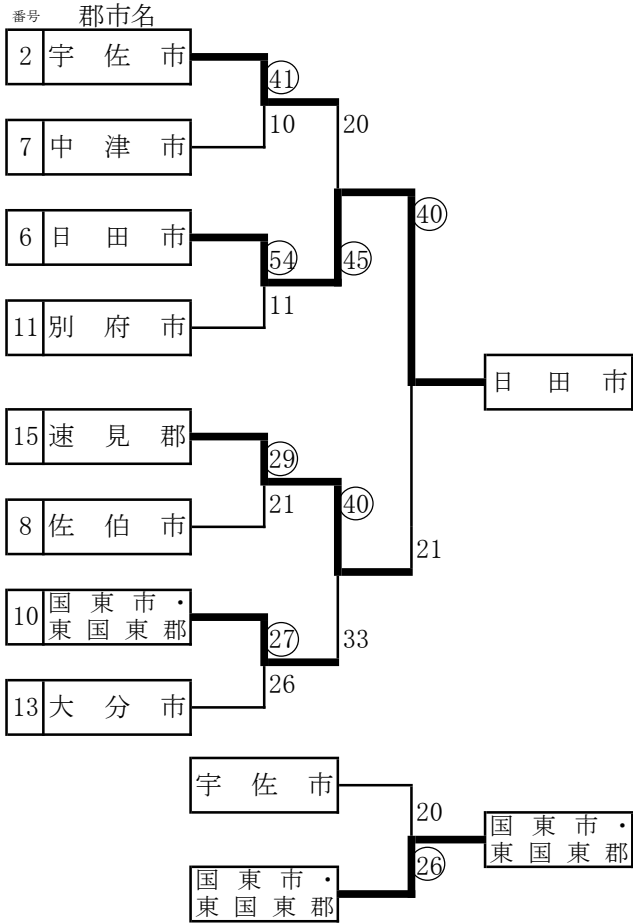 番号 郡市名
2 宇佐市
41
10
20
7 中津市
40
6 日田市
54
45
11
11 別府市
日田市
15 速見郡
29
21
40
8 佐伯市
21
10 国東市・
東国東郡
27
33
26
13 大分市
宇佐市
20
国東市・
東国東郡
26
国東市・
東国東郡